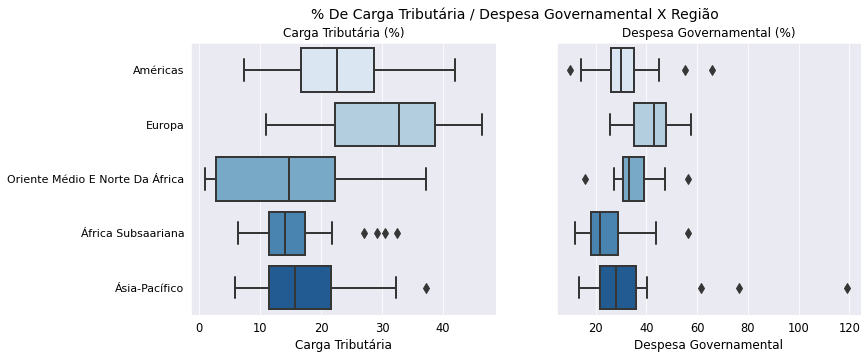 % De Carga Tributária / Despesa Governamental X Região
Carga Tributária (%)
Despesa Governamental (%)
Américas
Europa
Oriente Médio E Norte Da África
África Subsaariana
Ásia-Pacífico
0 10 20 30 40
20 40 60 80 100 120
Carga Tributária
Despesa Governamental